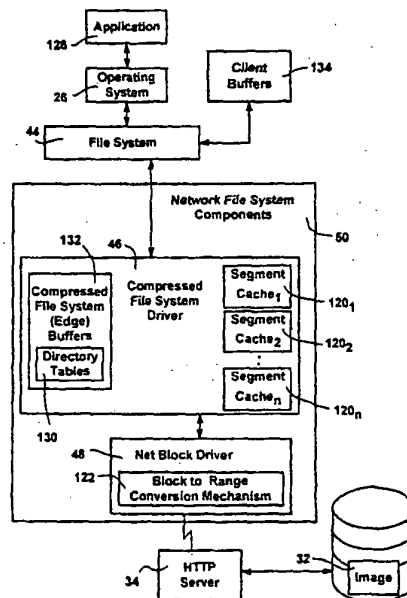 Application
126
Operating
System
26
Client
Buffers
134
File System
44
Network File System
Components
50
46
132
Compressed
File System
(Edge)
Buffers
Directory
Tables
130
Compressed
File System
Driver
Segment
Cache1
1201
Segment
Cache2
1202
Segment
Cachen
120n
48
Net Block Driver
122
Block to Range
Conversion Mechanism
34
HTTP
Server
32
Image